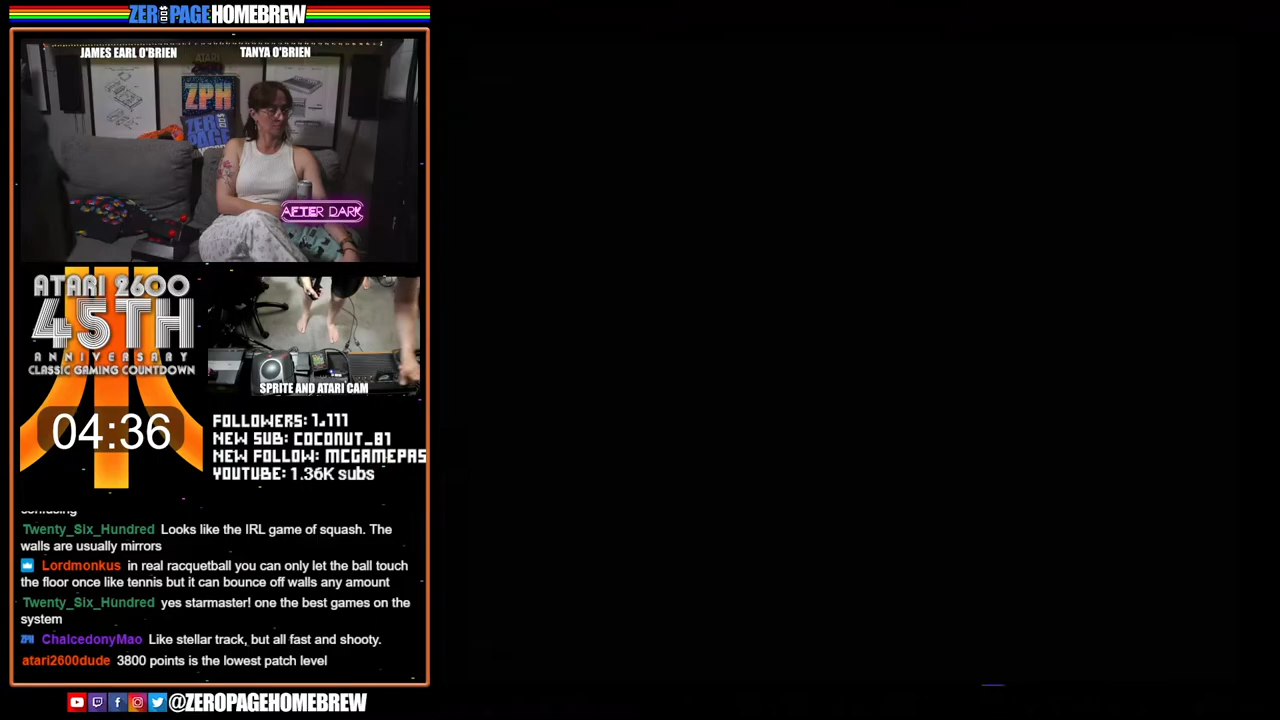 ZEROPAGEHOMEBREW
JAMES EARL O'BRIEN
TANYA O'BRIEN
ATARI
ZPH
ZERO
PAGE
AFTER DARK
ATARI 2600
45TH
ANNIVERSARY
CLASSIC GAMING COUNTDOWN
04:36
SPRITE AND ATARI CAM
FOLLOWERS: 1,111
NEW SUB: COCONUT_81
NEW FOLLOW: MCGAMEPAS
YOUTUBE: 1.36K subs
confusing
Twenty_Six_Hundred Looks like the IRL game of squash. The
walls are usually mirrors
Lordmonkus in real racquetball you can only let the ball touch
the floor once like tennis but it can bounce off walls any amount
Twenty_Six_Hundred yes starmaster! one the best games on the
system
ZPH ChalcedonyMao Like stellar track, but all fast and shooty.
atari2600dude 3800 points is the lowest patch level
@ZEROPAGEHOMEBREW